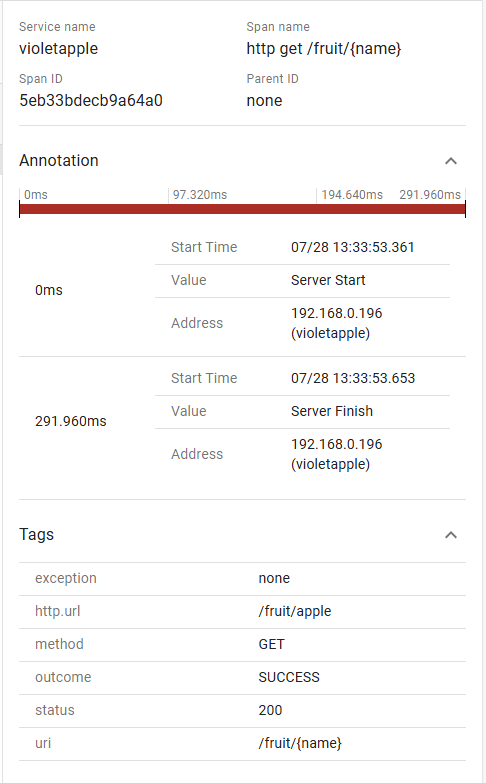 Service name Span name
violetapple http get /fruit/{name}
Span ID Parent ID
5eb33bdecb9a64a0 none
Annotation
0ms 97.320ms 194.640ms 291.960ms
Start Time 07/28 13:33:53.361
0ms
Value Server Start
Address 192.168.0.196
(violetapple)
Start Time 07/28 13:33:53.653
291.960ms
Value Server Finish
Address 192.168.0.196
(violetapple)
Tags
exception none
http.url /fruit/apple
method GET
outcome SUCCESS
status 200
uri /fruit/{name}